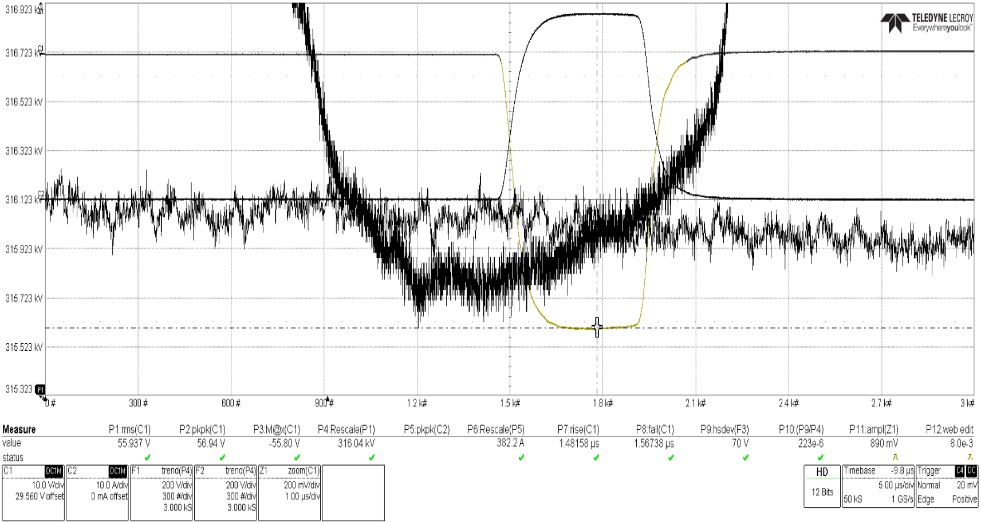 316.923 kV
TELEDYNE LECROY
Everywhereyoulook
316.723 kV
316.523 kV
316.323 kV
316.123 kV
315.923 kV
315.723 kV
315.523 kV
315.323 kV
F1
0 # 300 # 600 # 900 # 1.2 k# 1.5 k# 1.8 k# 2.1 k# 2.4 k# 2.7 k# 3.1 k#
Measure P1:rms(C1) P2:pkpk(C1) P3:M@x(C1) P4:Rescale(P1) P5:pkpk(C2) P6:Rescale(P5) P7:rise(C1) P8:fall(C1) P9:hsdev(F3) P10:(P9/P4) P11:ampl(Z1) P12:web edit
value 55.937 V 56.94 V -55.80 V 316.04 kV 382.2 A 1.48158 µs 1.56738 µs 70 V 223e-6 890 mV 8.0e-3
status
C1 DC1M C2 DC1M F1 trend(P4) F2 trend(P4) Z1 zoom(C1) HD Timebase -9.8 µs Trigger C4 DC
10.0 V/div 10.0 A/div 200 V/div 200 V/div 200 mV/div 5.00 µs/div Normal 20 mV
29.560 V offset 0 mA offset 300 #/div 300 #/div 1.00 µs/div 12 Bits 50 kS 1 GS/s Edge Positive
3.000 kS 3.000 kS